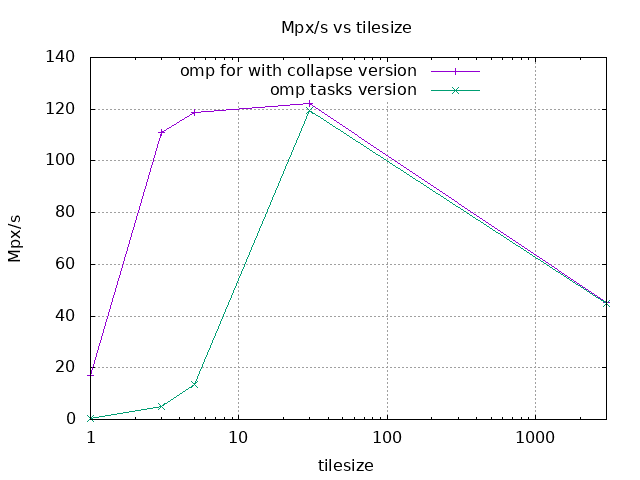 Mpx/s vs tilesize
omp for with collapse version
omp tasks version
140
120
100
80
60
40
20
0
Mpx/s
1
10
100
1000
tilesize